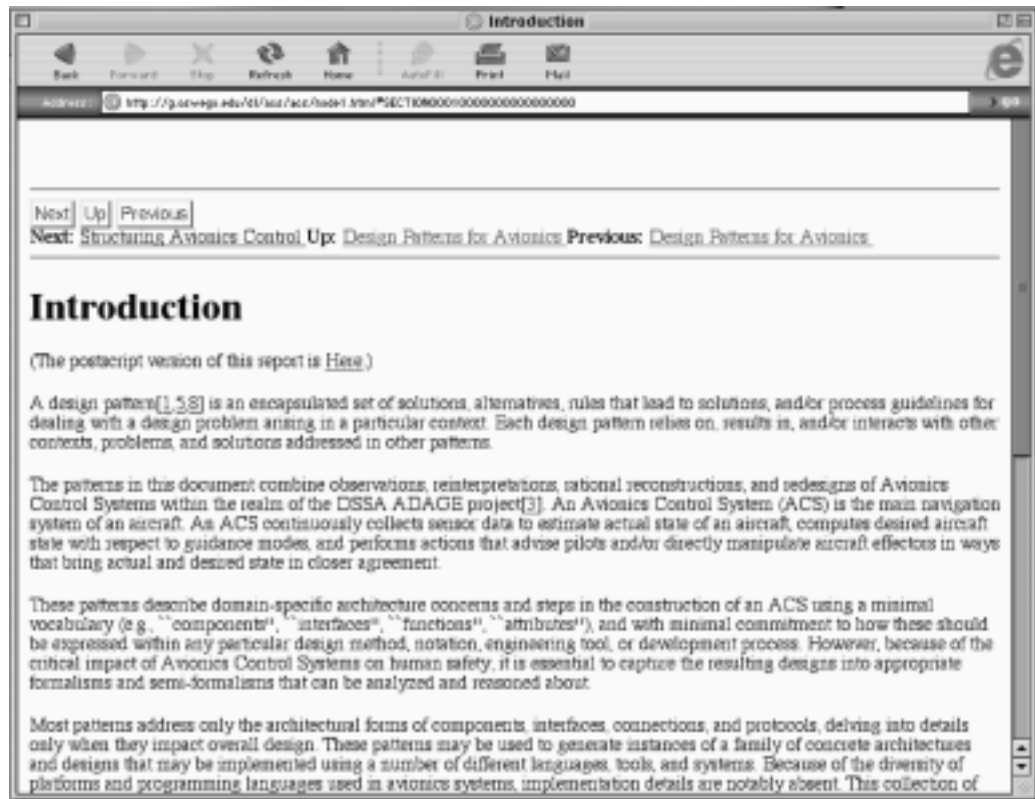 Introduction
Back Forward Stop Refresh Home AutoFill Print Mail
Address: http://g.oswego.edu/dl/acs/acs/node1.html#SECTION00010000000000000000 go
Next Up Previous
Next: Structuring Avionics Control Up: Design Patterns for Avionics Previous: Design Patterns for Avionics
Introduction
(The postscript version of this report is Here.)
A design pattern[1,5,8] is an encapsulated set of solutions, alternatives, rules that lead to solutions, and/or process guidelines for
dealing with a design problem arising in a particular context. Each design pattern relies on, results in, and/or interacts with other
contexts, problems, and solutions addressed in other patterns.
The patterns in this document combine observations, reinterpretations, rational reconstructions, and redesigns of Avionics
Control Systems within the realm of the DSSA ADAGE project[3]. An Avionics Control System (ACS) is the main navigation
system of an aircraft. An ACS continuously collects sensor data to estimate actual state of an aircraft, computes desired aircraft
state with respect to guidance modes, and performs actions that advise pilots and/or directly manipulate aircraft effectors in ways
that bring actual and desired state in closer agreement.
These patterns describe domain-specific architecture concerns and steps in the construction of an ACS using a minimal
vocabulary (e.g., ``components'', ``interfaces'', ``functions'', ``attributes''), and with minimal commitment to how these should
be expressed within any particular design method, notation, engineering tool, or development process. However, because of the
critical impact of Avionics Control Systems on human safety, it is essential to capture the resulting designs into appropriate
formalisms and semi-formalisms that can be analyzed and reasoned about.
Most patterns address only the architectural forms of components, interfaces, connections, and protocols, delving into details
only when they impact overall design. These patterns may be used to generate instances of a family of concrete architectures
and designs that may be implemented using a number of different languages, tools, and systems. Because of the diversity of
platforms and programming languages used in avionics systems, implementation details are notably absent. This collection of